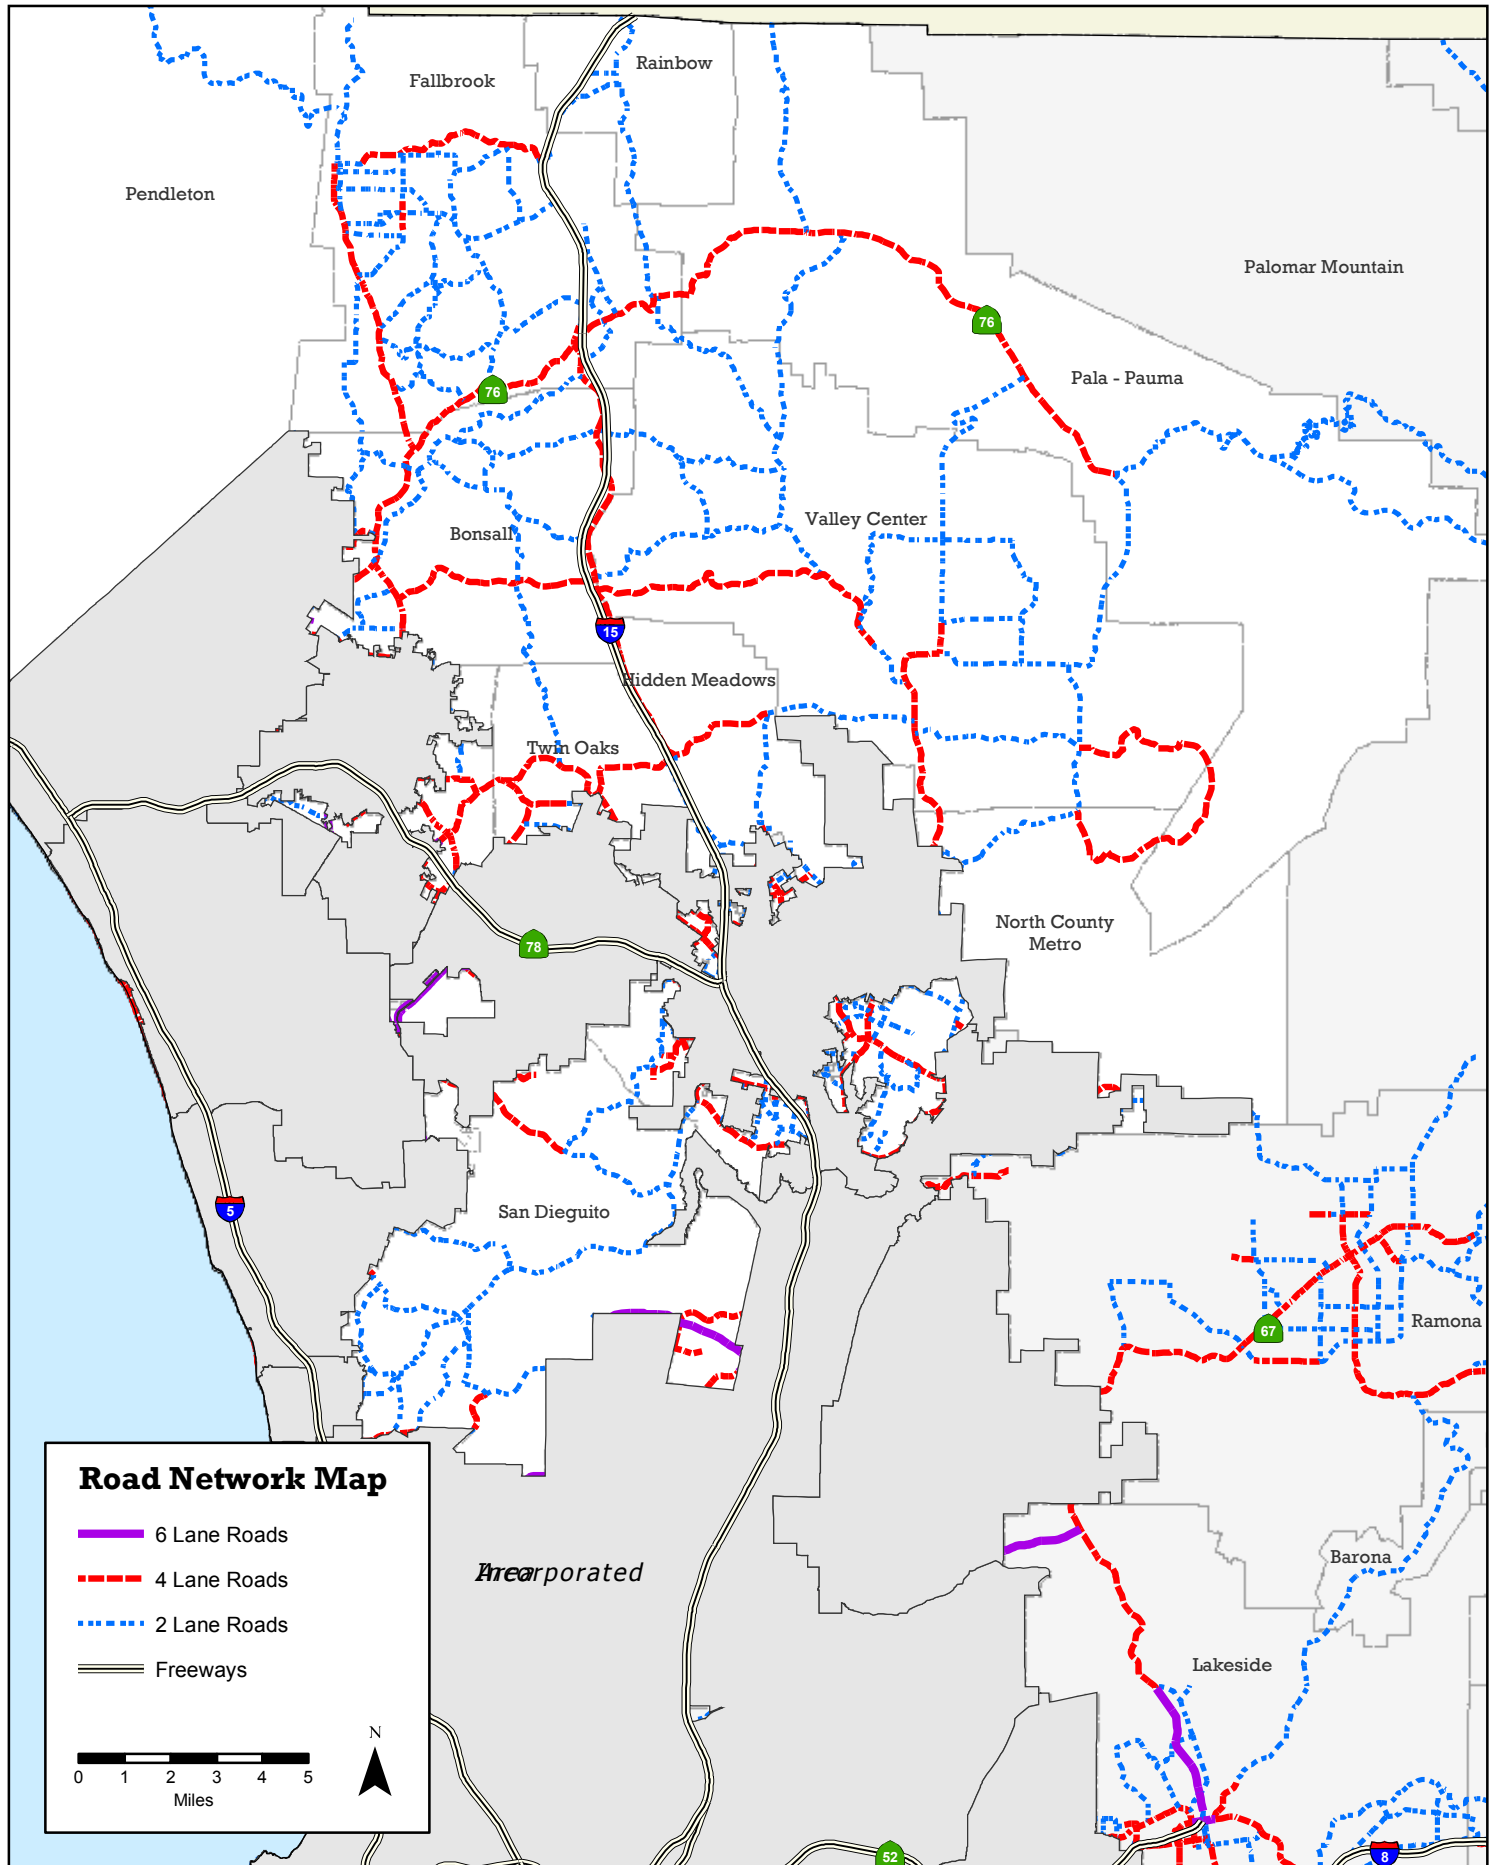 Rainbow
Fallbrook
Pendleton
Palomar Mountain
76
Pala - Pauma
76
Valley Center
Bonsall
15
Hidden Meadows
Twin Oaks
North County
Metro
78
San Dieguito
5
Ramona
67
Road Network Map
6 Lane Roads
4 Lane Roads
2 Lane Roads
Freeways
N
0 1 2 3 4 5
Miles
Incorporated
Area
Barona
Lakeside
52
8